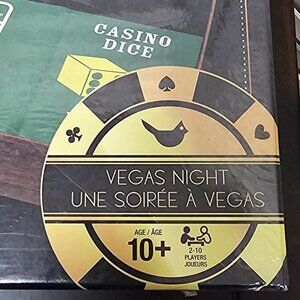 CASINO
DICE
VEGAS NIGHT
UNE SOIRÉE À VEGAS
AGE / ÂGE
10+
2-10
PLAYERS
JOUEURS